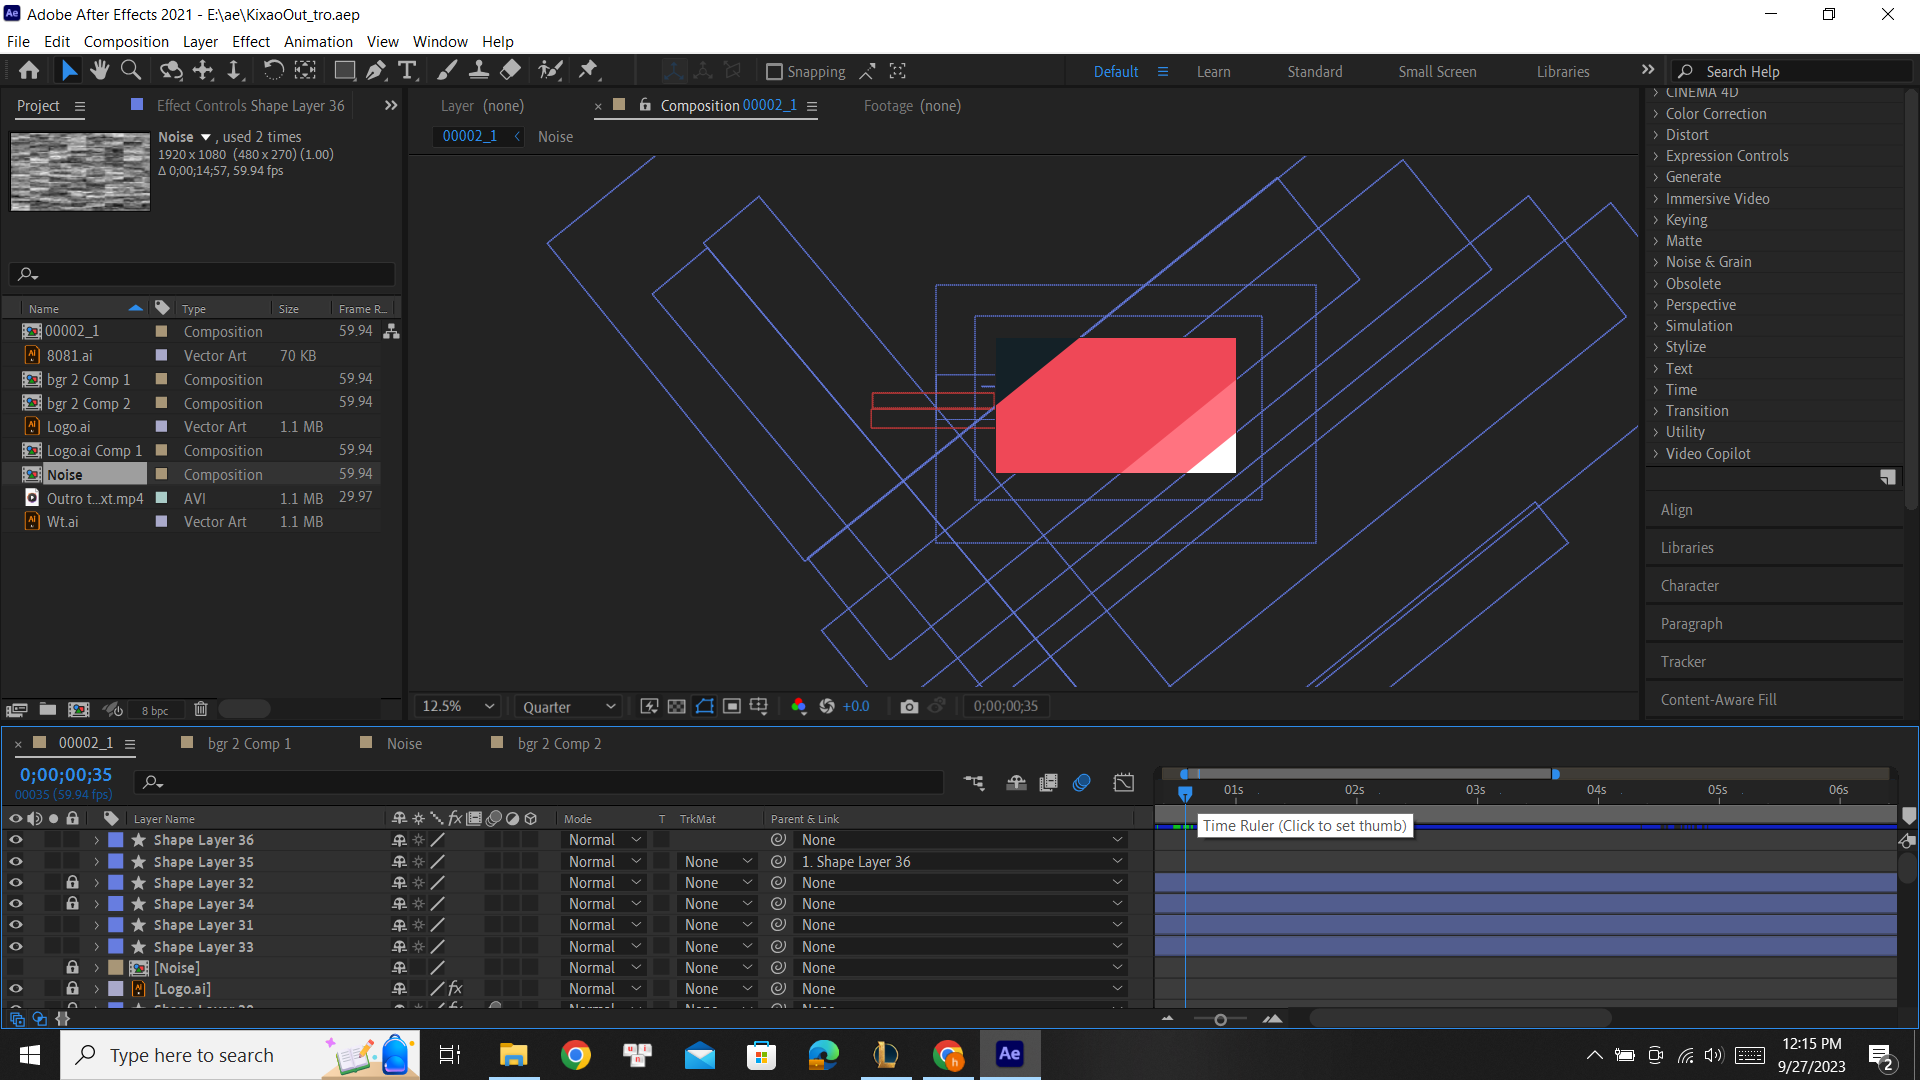 Adobe After Effects 2021 - E:\ae\KixaoOut_tro.aep
File Edit Composition Layer Effect Animation View Window Help
Snapping
Default Learn Standard Small Screen Libraries
Search Help
Project
Effect Controls Shape Layer 36
Layer (none)
Composition 00002_1
Footage (none)
00002_1 Noise
Noise , used 2 times
1920 x 1080 (480 x 270) (1.00)
Δ 0;00;14;57, 59.94 fps
Name Type Size Frame R...
00002_1 Composition 59.94
8081.ai Vector Art 70 KB
bgr 2 Comp 1 Composition 59.94
bgr 2 Comp 2 Composition 59.94
Logo.ai Vector Art 1.1 MB
Logo.ai Comp 1 Composition 59.94
Noise Composition 59.94
Outro t...xt.mp4 AVI 1.1 MB 29.97
Wt.ai Vector Art 1.1 MB
8 bpc
12.5% Quarter +0.0 0;00;00;35
CINEMA 4D
Color Correction
Distort
Expression Controls
Generate
Immersive Video
Keying
Matte
Noise & Grain
Obsolete
Perspective
Simulation
Stylize
Text
Time
Transition
Utility
Video Copilot
Align
Libraries
Character
Paragraph
Tracker
Content-Aware Fill
00002_1 bgr 2 Comp 1 Noise bgr 2 Comp 2
0;00;00;35
00035 (59.94 fps)
01s 02s 03s 04s 05s 06s
Layer Name Mode T TrkMat Parent & Link
Time Ruler (Click to set thumb)
Shape Layer 36 Normal None
Shape Layer 35 Normal None 1. Shape Layer 36
Shape Layer 32 Normal None None
Shape Layer 34 Normal None None
Shape Layer 31 Normal None None
Shape Layer 33 Normal None None
[Noise] Normal None None
[Logo.ai] fx Normal None None
Type here to search
Ae
12:15 PM
9/27/2023
2